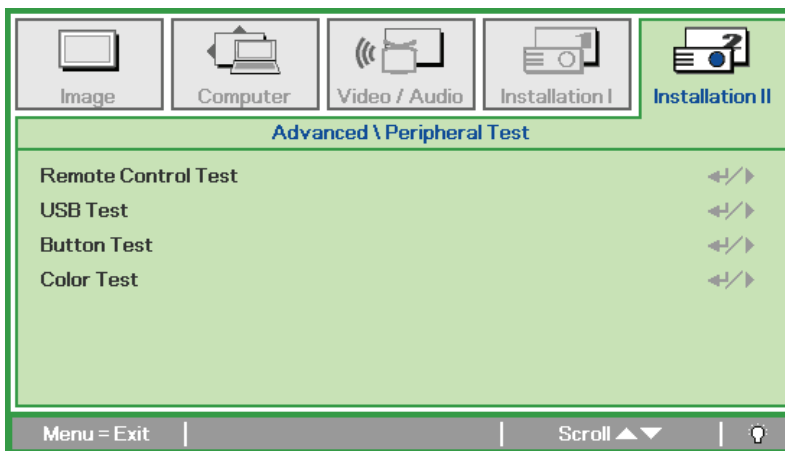 Image
Computer
Video / Audio
Installation I
Installation II
Advanced \ Peripheral Test
Remote Control Test
USB Test
Button Test
Color Test
Menu = Exit
Scroll ▲▼